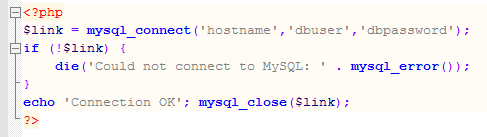 <?php
$link = mysql_connect('hostname','dbuser','dbpassword');
if (!$link) {
    die('Could not connect to MySQL: ' . mysql_error());
}
echo 'Connection OK'; mysql_close($link);
?>